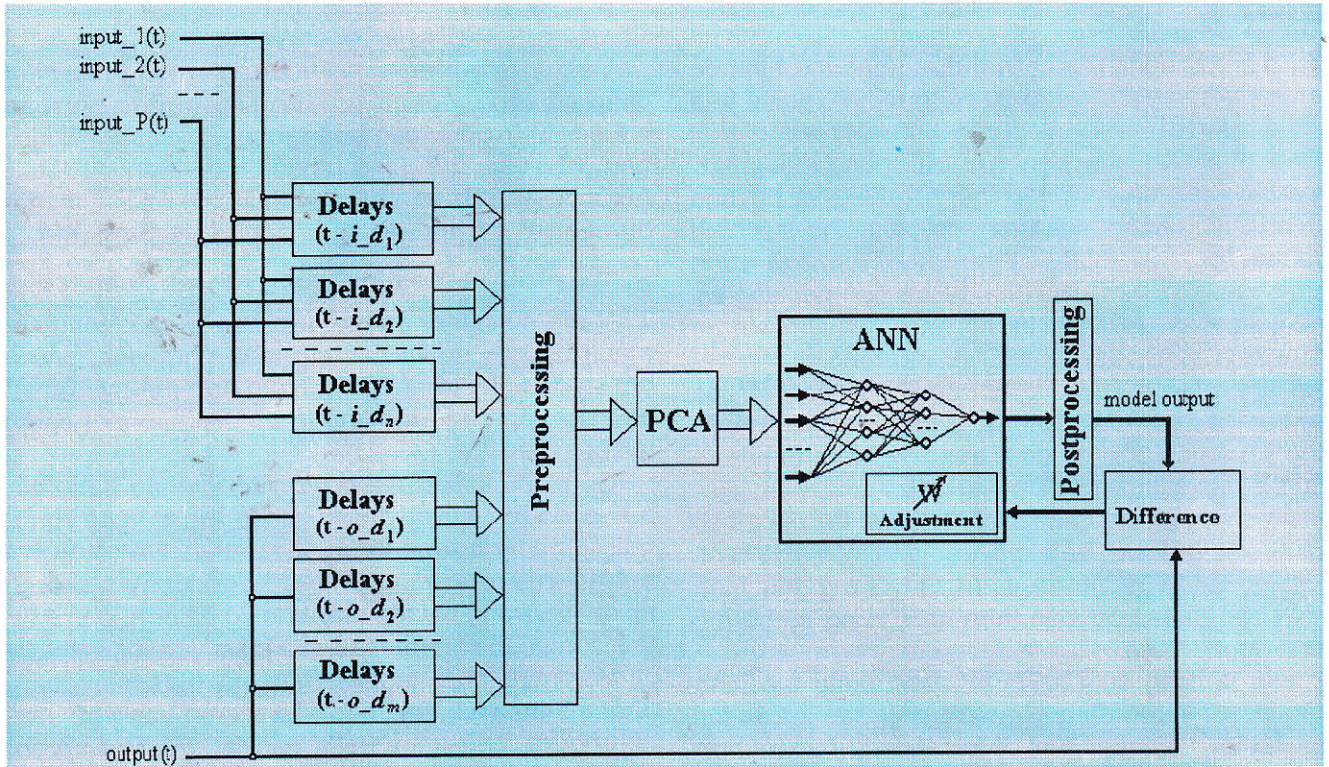 input_1(t)
input_2(t)
input_P(t)
Delays
(t - i_d₁)
Delays
(t - i_d₂)
Delays
(t - i_dₙ)
Delays
(t - o_d₁)
Delays
(t - o_d₂)
Delays
(t - o_dₘ)
output(t)
Preprocessing
PCA
ANN
W
Adjustment
Postprocessing
model output
Difference